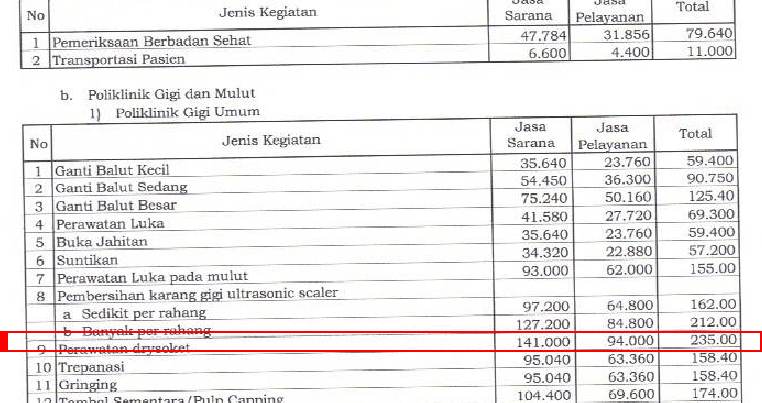 Jasa Jasa
No Jenis Kegiatan Sarana Pelayanan Total
1 Pemeriksaan Berbadan Sehat 47.784 31.856 79.640
2 Transportasi Pasien 6.600 4.400 11.000
b. Poliklinik Gigi dan Mulut
1) Poliklinik Gigi Umum
No Jenis Kegiatan Jasa Sarana Jasa Pelayanan Total
1 Ganti Balut Kecil 35.640 23.760 59.400
2 Ganti Balut Sedang 54.450 36.300 90.750
3 Ganti Balut Besar 75.240 50.160 125.40
4 Perawatan Luka 41.580 27.720 69.300
5 Buka Jahitan 35.640 23.760 59.400
6 Suntikan 34.320 22.880 57.200
7 Perawatan Luka pada mulut 93.000 62.000 155.00
8 Pembersihan karang gigi ultrasonic scaler
a Sedikit per rahang 97.200 64.800 162.00
b Banyak per rahang 127.200 84.800 212.00
9 Perawatan drysoket 141.000 94.000 235.00
10 Trepanasi 95.040 63.360 158.40
11 Gringing 95.040 63.360 158.40
12 Tambal Sementara/Pulp Capping 104.400 69.600 174.00